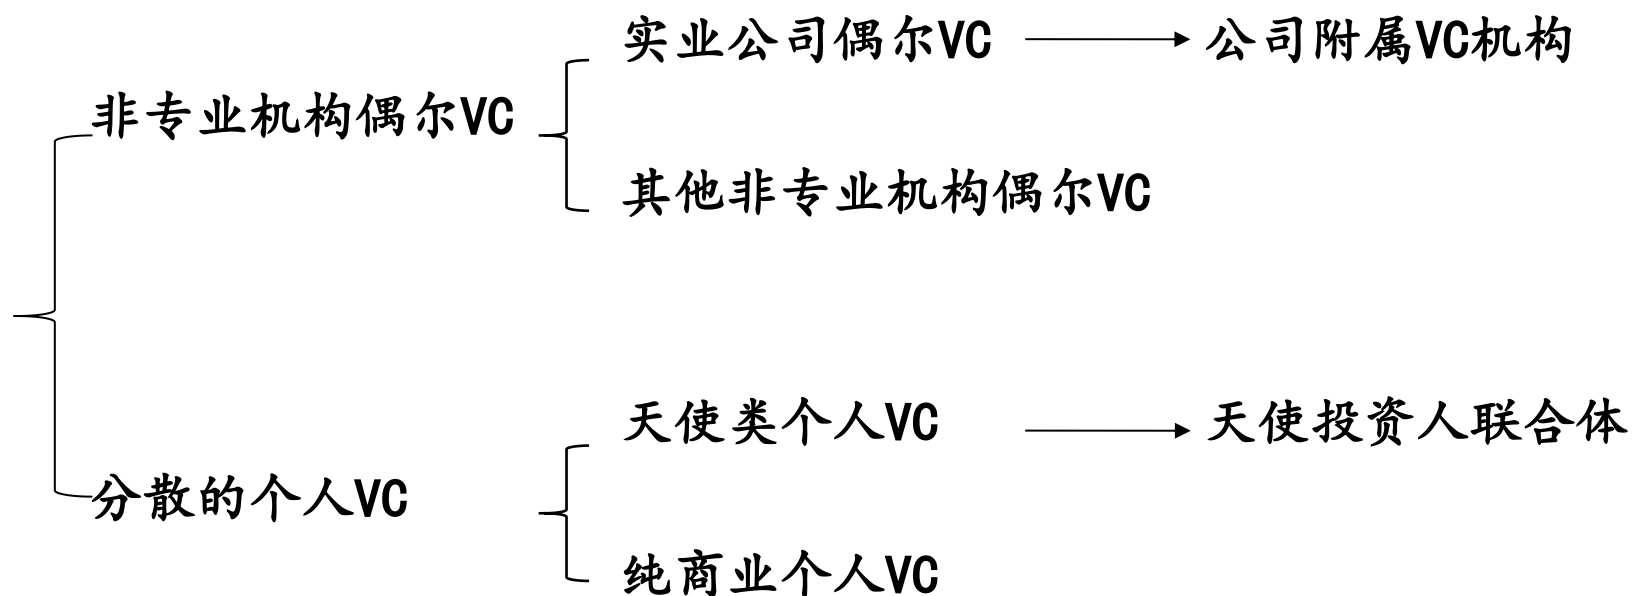 实业公司偶尔VC
公司附属VC机构
非专业机构偶尔VC
其他非专业机构偶尔VC
天使类个人VC
天使投资人联合体
分散的个人VC
纯商业个人VC